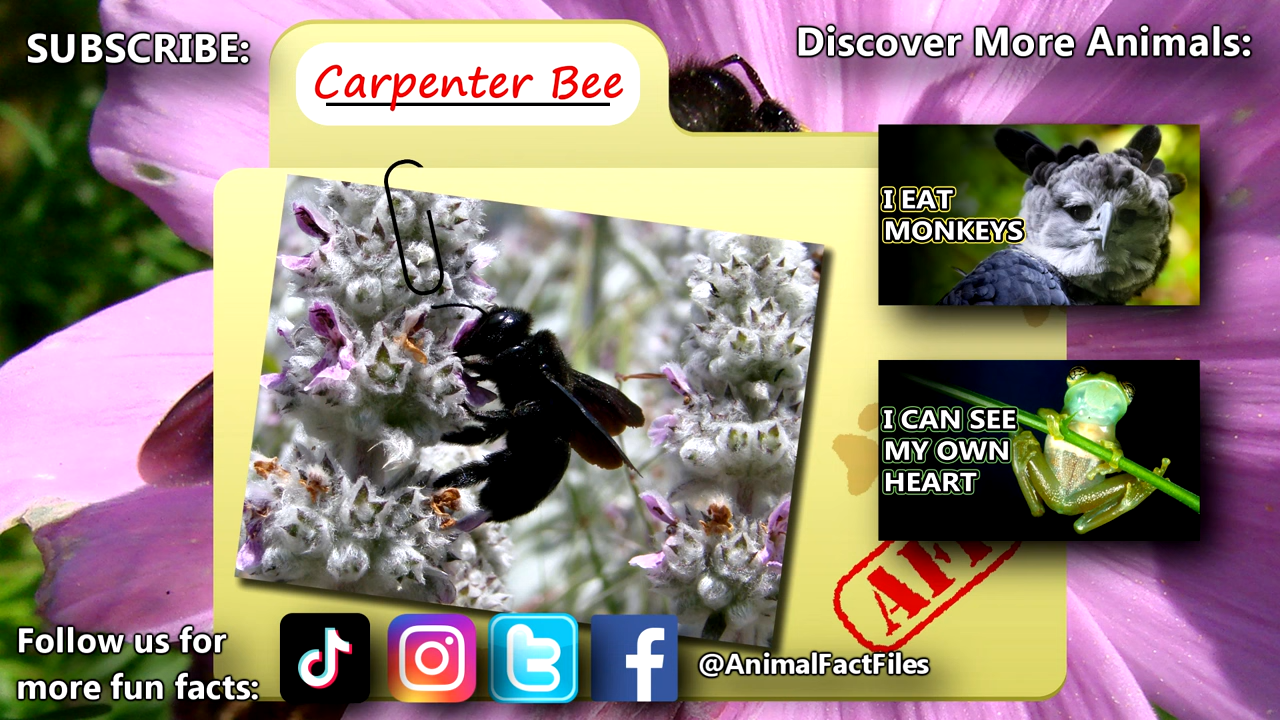 SUBSCRIBE:
Carpenter Bee
Discover More Animals:
I EAT
MONKEYS
I CAN SEE
MY OWN
HEART
Follow us for
more fun facts:
@AnimalFactFiles